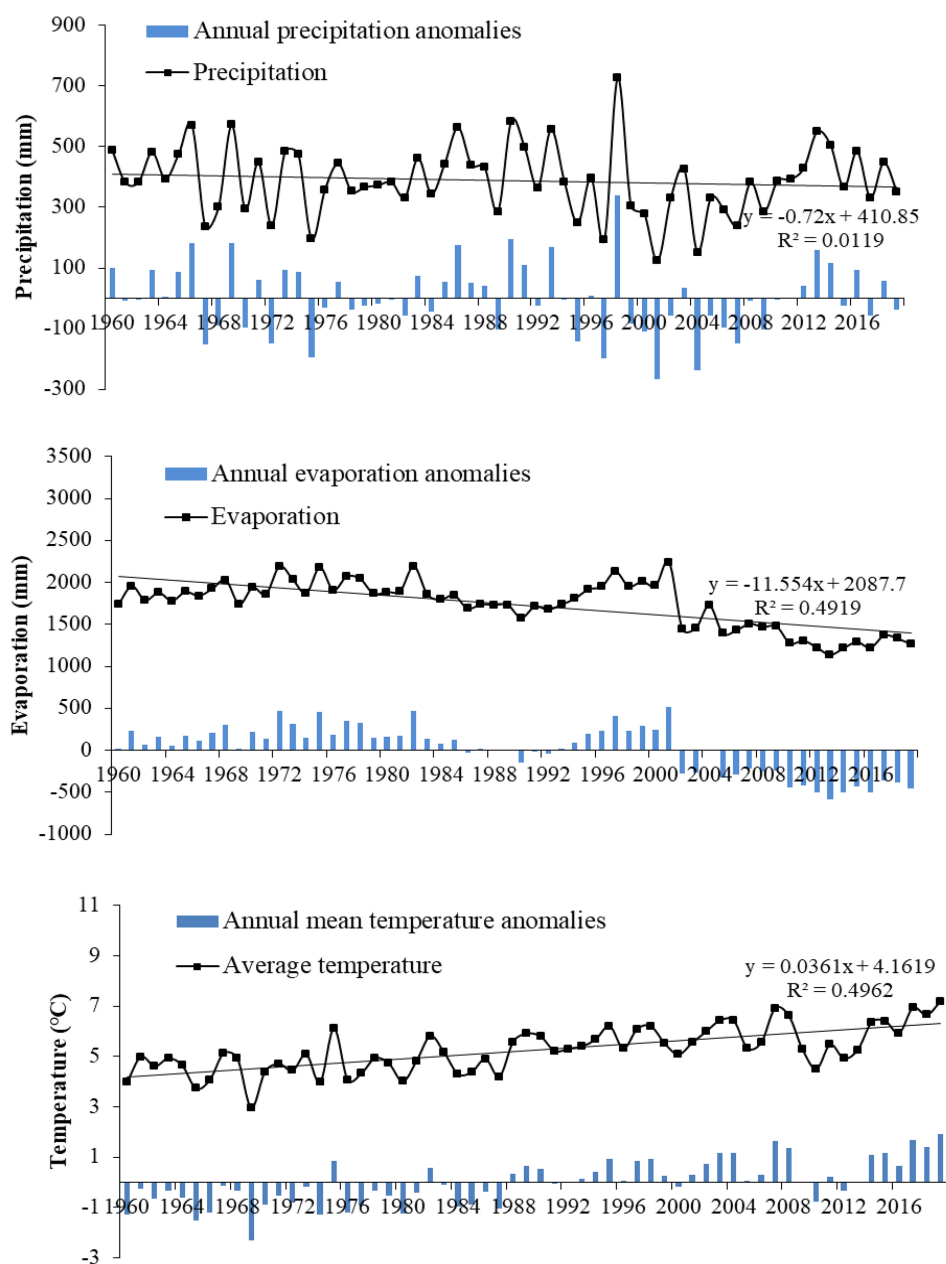 900
Annual precipitation anomalies
Precipitation
700
500
300
100
-100
-300
Precipitation (mm)
y = -0.72x + 410.85
R² = 0.0119
1960 1964 1968 1972 1976 1980 1984 1988 1992 1996 2000 2004 2008 2012 2016
3500
Annual evaporation anomalies
3000
Evaporation
2500
2000
1500
1000
500
0
-500
-1000
Evaporation (mm)
y = -11.554x + 2087.7
R² = 0.4919
1960 1964 1968 1972 1976 1980 1984 1988 1992 1996 2000 2004 2008 2012 2016
11
Annual mean temperature anomalies
9
Average temperature
7
5
3
1
-1
-3
Temperature (°C)
y = 0.0361x + 4.1619
R² = 0.4962
1960 1964 1968 1972 1976 1980 1984 1988 1992 1996 2000 2004 2008 2012 2016